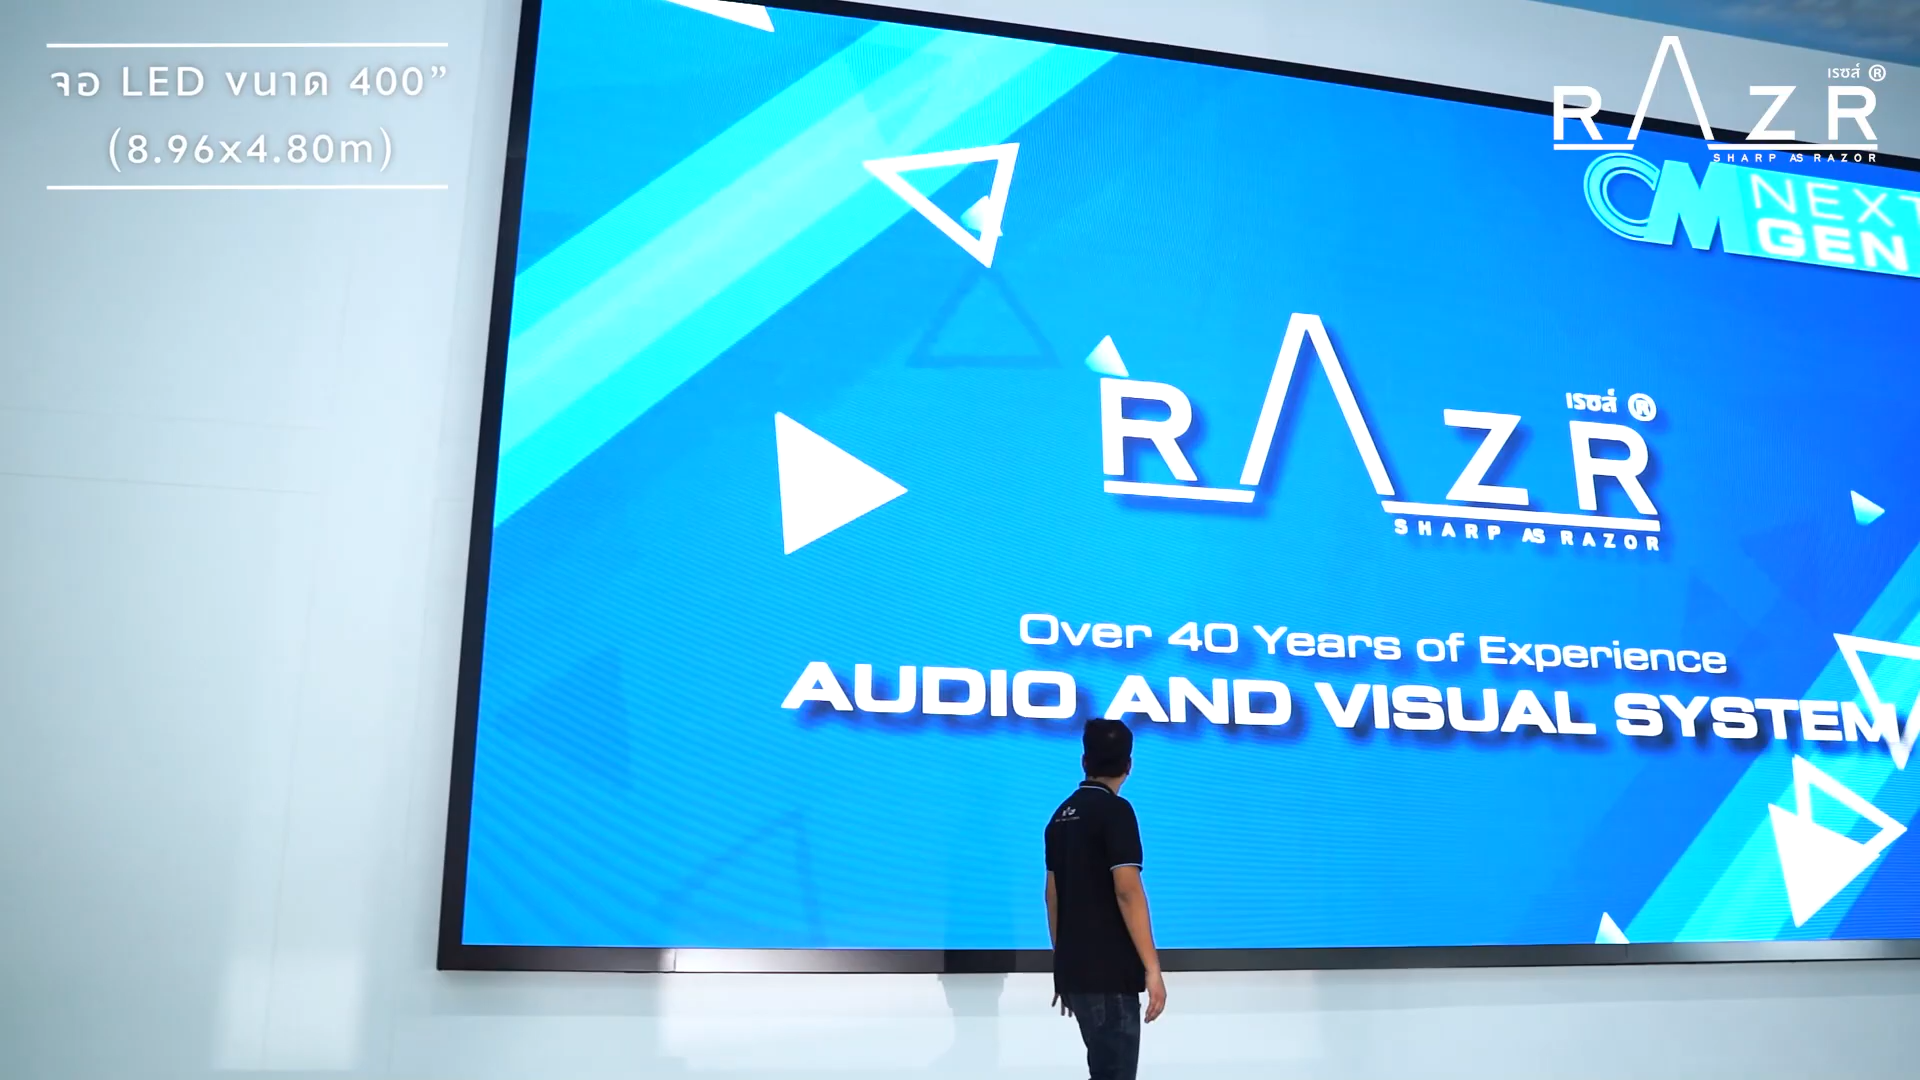 จอ LED ขนาด 400”
(8.96x4.80m)
เรซส์ ®
RAZR
SHARP AS RAZOR
CM NEXT
GEN
เรซส์ ®
RAZR
SHARP AS RAZOR
Over 40 Years of Experience
AUDIO AND VISUAL SYSTEM